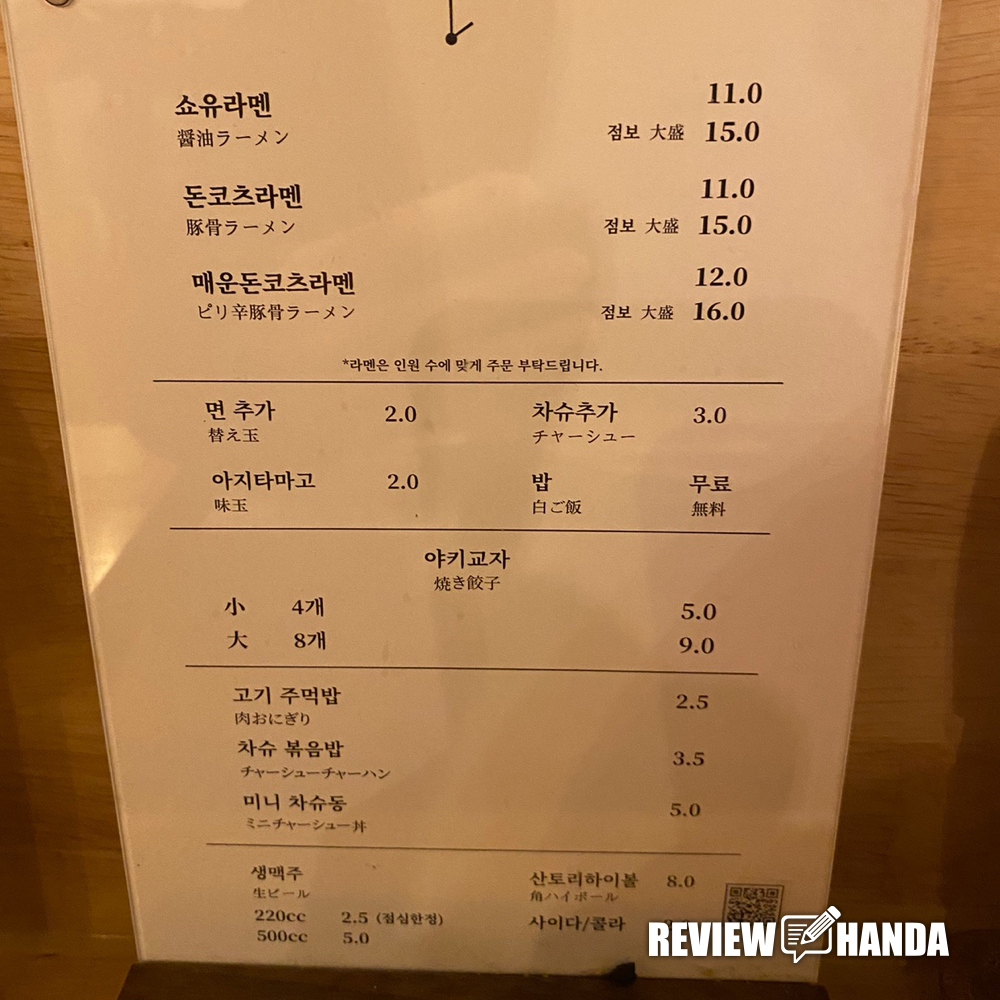 쇼유라멘 11.0
醤油ラーメン 점보 大盛 15.0
돈코츠라멘 11.0
豚骨ラーメン 점보 大盛 15.0
매운돈코츠라멘 12.0
ピリ辛豚骨ラーメン 점보 大盛 16.0
*라멘은 인원 수에 맞게 주문 부탁드립니다.
면 추가 2.0 차슈추가 3.0
替え玉 チャーシュー
아지타마고 2.0 밥 무료
味玉 白ご飯 無料
야키교자
焼き餃子
小 4개 5.0
大 8개 9.0
고기 주먹밥 2.5
肉おにぎり
차슈 볶음밥 3.5
チャーシューチャーハン
미니 차슈동 5.0
ミニチャーシュー丼
생맥주 산토리하이볼 8.0
生ビール 角ハイボール
220cc 2.5 (점심한정) 사이다/콜라
500cc 5.0
REVIEW HANDA